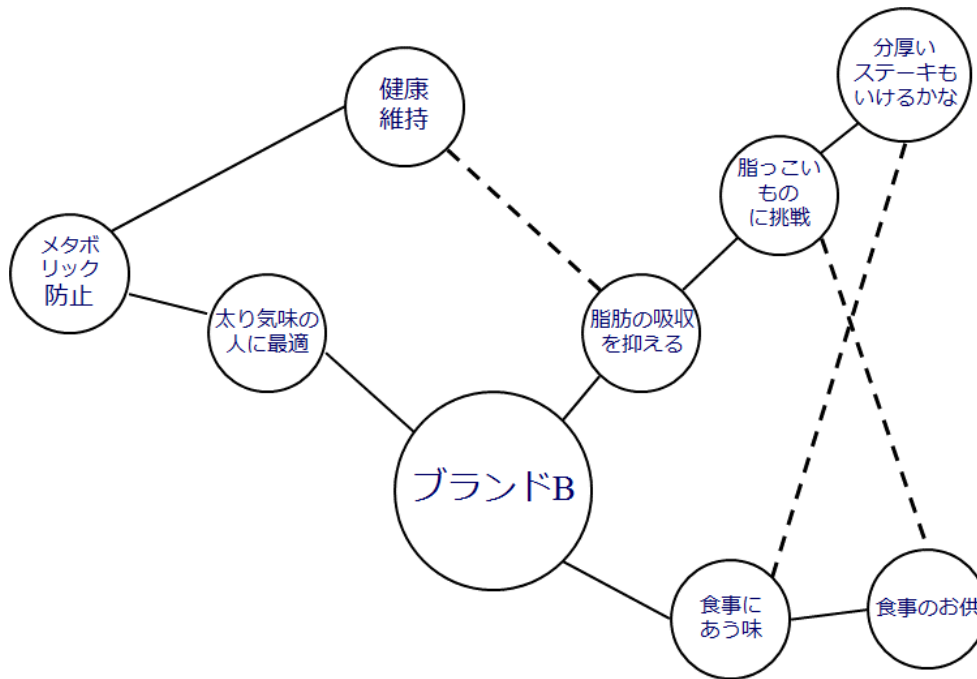 分厚い
ステーキも
いけるかな
健康
維持
脂っこい
もの
に挑戦
メタボ
リック
防止
太り気味の
人に最適
脂肪の吸収
を抑える
ブランドB
食事に
あう味
食事のお供